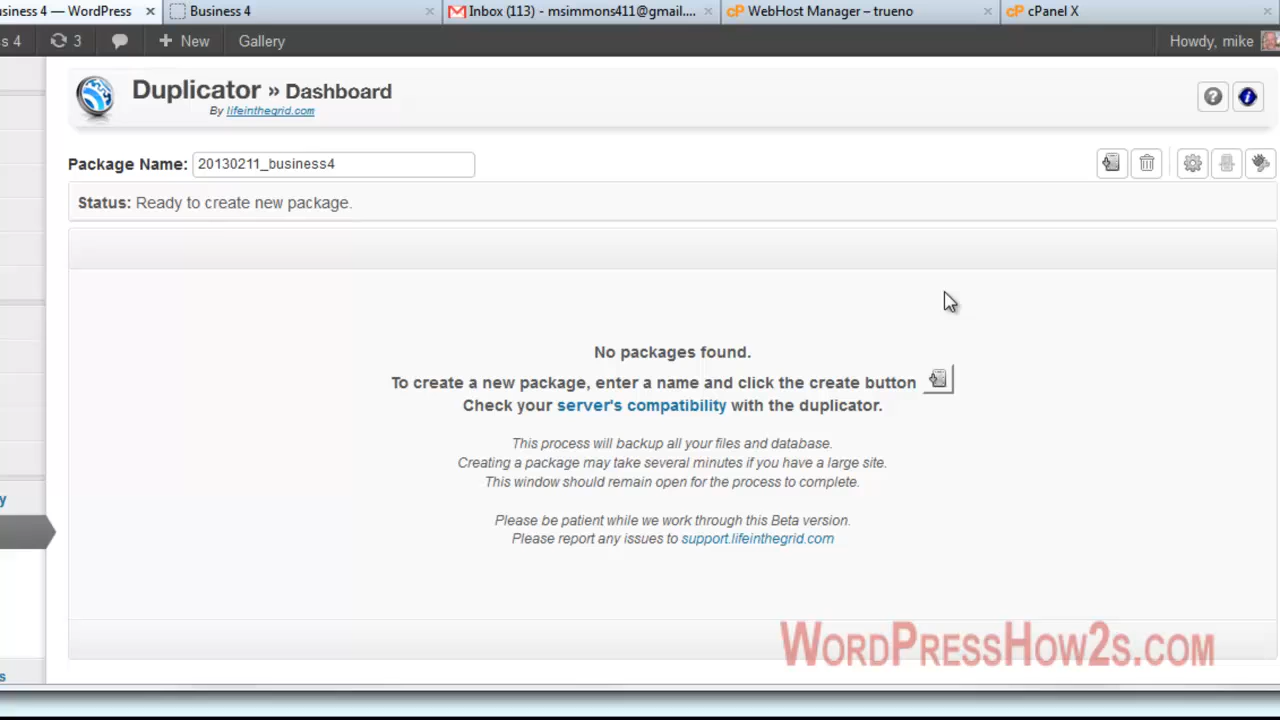 siness 4 — WordPress
Business 4
Inbox (113) - msimmons411@gmail....
cP WebHost Manager – trueno
cP cPanel X
s 4
3
+ New
Gallery
Howdy, mike
Duplicator » Dashboard
By lifeinthegrid.com
Package Name: 20130211_business4
Status: Ready to create new package.
No packages found.
To create a new package, enter a name and click the create button
Check your server's compatibility with the duplicator.
This process will backup all your files and database.
Creating a package may take several minutes if you have a large site.
This window should remain open for the process to complete.
y
Please be patient while we work through this Beta version.
Please report any issues to support.lifeinthegrid.com
WordPressHow2s.com
s